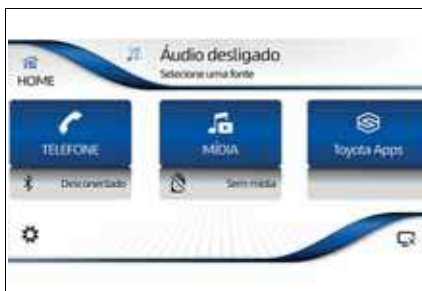 Áudio desligado
Selecione uma fonte
HOME
TELEFONE
MÍDIA
Toyota Apps
Desconectado
Sem mídia